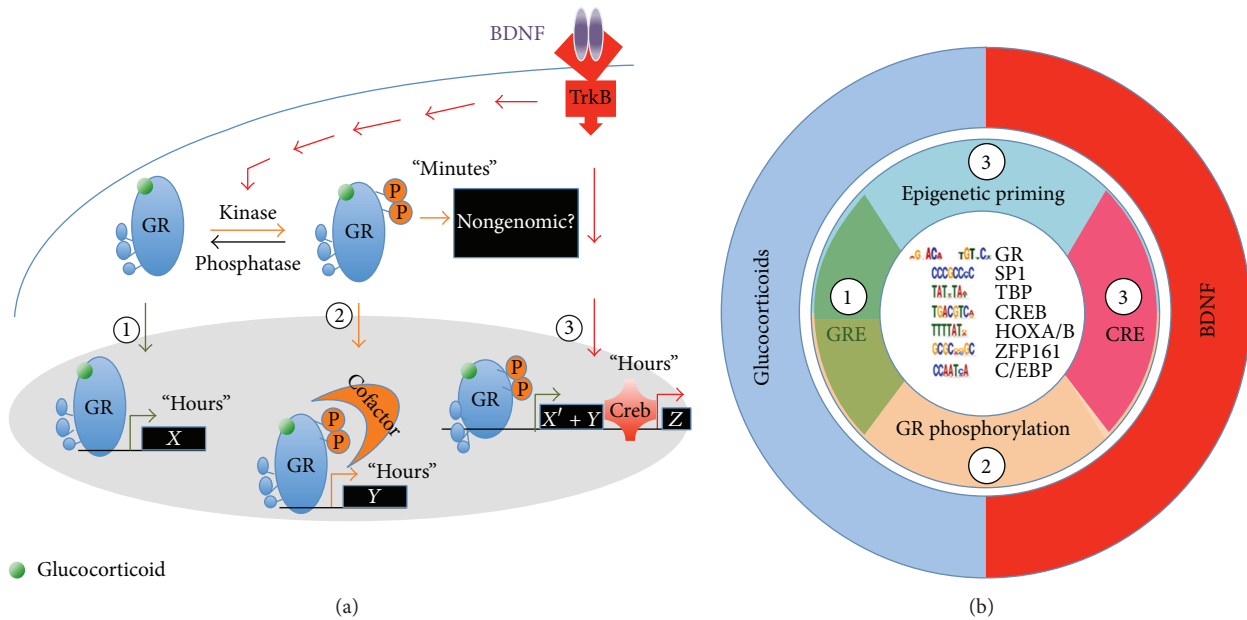 BDNF
TrkB
"Minutes"
P
P
GR
Kinase
Phosphatase
GR
Nongenomic?
1
2
3
GR
"Hours"
X
P
P
Cofactor
GR
"Hours"
Y
P
P
GR
X′ + Y
Creb
"Hours"
Z
Glucocorticoid
(a)
Glucocorticoids
BDNF
3
Epigenetic priming
1
GRE
3
CRE
GR phosphorylation
2
GR
CCCGCCcC SP1
TBP
TGACGTCA CREB
HOXA/B
ZFP161
C/EBP
(b)